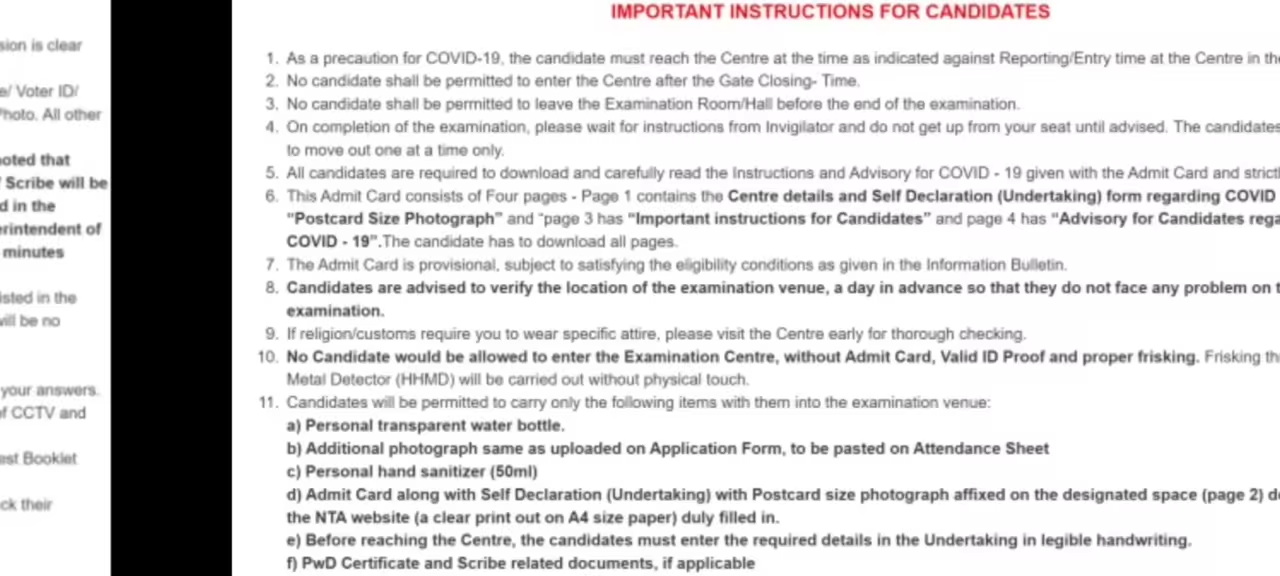 sion is clear
e/ Voter ID/
Photo. All other
noted that
f Scribe will be
d in the
erintendent of
minutes
isted in the
will be no
your answers.
of CCTV and
est Booklet
ck their
IMPORTANT INSTRUCTIONS FOR CANDIDATES
1. As a precaution for COVID-19, the candidate must reach the Centre at the time as indicated against Reporting/Entry time at the Centre in the
2. No candidate shall be permitted to enter the Centre after the Gate Closing- Time.
3. No candidate shall be permitted to leave the Examination Room/Hall before the end of the examination.
4. On completion of the examination, please wait for instructions from Invigilator and do not get up from your seat until advised. The candidates
to move out one at a time only.
5. All candidates are required to download and carefully read the Instructions and Advisory for COVID - 19 given with the Admit Card and strictl
6. This Admit Card consists of Four pages - Page 1 contains the Centre details and Self Declaration (Undertaking) form regarding COVID
“Postcard Size Photograph” and “page 3 has “Important instructions for Candidates” and page 4 has “Advisory for Candidates rega
COVID - 19”.The candidate has to download all pages.
7. The Admit Card is provisional, subject to satisfying the eligibility conditions as given in the Information Bulletin.
8. Candidates are advised to verify the location of the examination venue, a day in advance so that they do not face any problem on t
examination.
9. If religion/customs require you to wear specific attire, please visit the Centre early for thorough checking.
10. No Candidate would be allowed to enter the Examination Centre, without Admit Card, Valid ID Proof and proper frisking. Frisking th
Metal Detector (HHMD) will be carried out without physical touch.
11. Candidates will be permitted to carry only the following items with them into the examination venue:
a) Personal transparent water bottle.
b) Additional photograph same as uploaded on Application Form, to be pasted on Attendance Sheet
c) Personal hand sanitizer (50ml)
d) Admit Card along with Self Declaration (Undertaking) with Postcard size photograph affixed on the designated space (page 2) d
the NTA website (a clear print out on A4 size paper) duly filled in.
e) Before reaching the Centre, the candidates must enter the required details in the Undertaking in legible handwriting.
f) PwD Certificate and Scribe related documents, if applicable